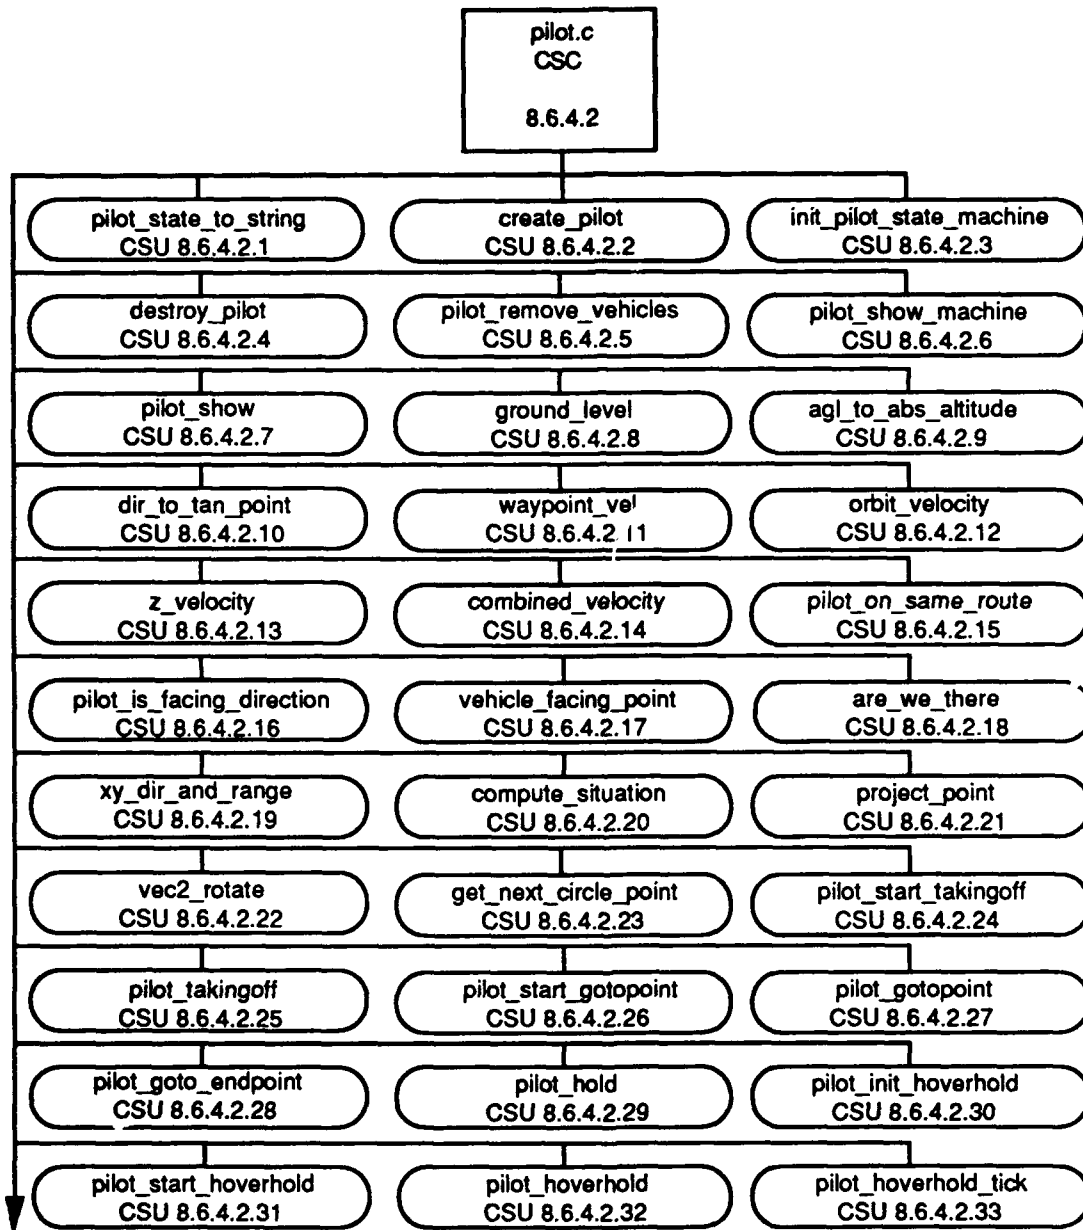 pilot.c
CSC
8.6.4.2
pilot_state_to_string
CSU 8.6.4.2.1
create_pilot
CSU 8.6.4.2.2
init_pilot_state_machine
CSU 8.6.4.2.3
destroy_pilot
CSU 8.6.4.2.4
pilot_remove_vehicles
CSU 8.6.4.2.5
pilot_show_machine
CSU 8.6.4.2.6
pilot_show
CSU 8.6.4.2.7
ground_level
CSU 8.6.4.2.8
agl_to_abs_altitude
CSU 8.6.4.2.9
dir_to_tan_point
CSU 8.6.4.2.10
waypoint_vel
CSU 8.6.4.2.11
orbit_velocity
CSU 8.6.4.2.12
z_velocity
CSU 8.6.4.2.13
combined_velocity
CSU 8.6.4.2.14
pilot_on_same_route
CSU 8.6.4.2.15
pilot_is_facing_direction
CSU 8.6.4.2.16
vehicle_facing_point
CSU 8.6.4.2.17
are_we_there
CSU 8.6.4.2.18
xy_dir_and_range
CSU 8.6.4.2.19
compute_situation
CSU 8.6.4.2.20
project_point
CSU 8.6.4.2.21
vec2_rotate
CSU 8.6.4.2.22
get_next_circle_point
CSU 8.6.4.2.23
pilot_start_takingoff
CSU 8.6.4.2.24
pilot_takingoff
CSU 8.6.4.2.25
pilot_start_gotopoint
CSU 8.6.4.2.26
pilot_gotopoint
CSU 8.6.4.2.27
pilot_goto_endpoint
CSU 8.6.4.2.28
pilot_hold
CSU 8.6.4.2.29
pilot_init_hoverhold
CSU 8.6.4.2.30
pilot_start_hoverhold
CSU 8.6.4.2.31
pilot_hoverhold
CSU 8.6.4.2.32
pilot_hoverhold_tick
CSU 8.6.4.2.33